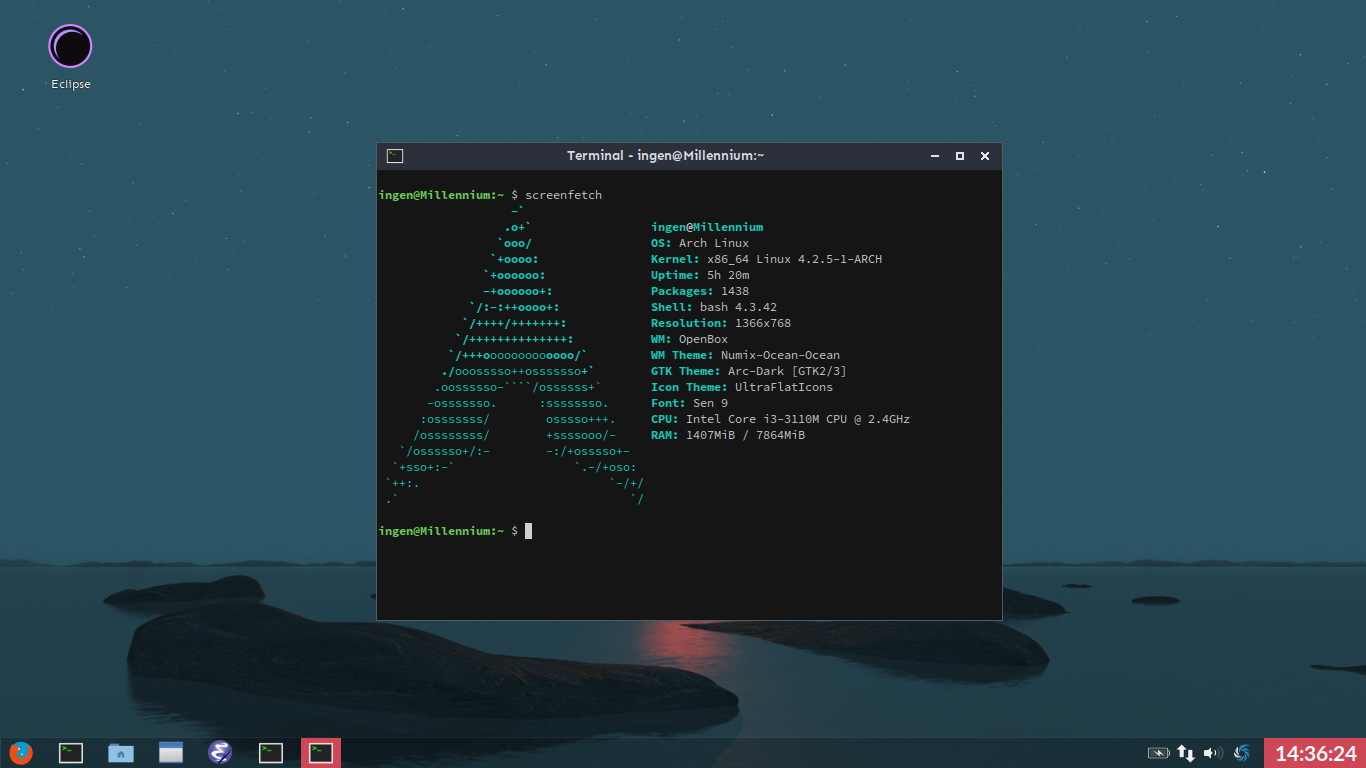 Eclipse
Terminal - ingen@Millennium:~
ingen@Millennium:~ $ screenfetch
                   -`
                  .o+`                 ingen@Millennium
                 `ooo/                 OS: Arch Linux
                `+oooo:                Kernel: x86_64 Linux 4.2.5-1-ARCH
               `+oooooo:               Uptime: 5h 20m
               -+oooooo+:              Packages: 1438
             `/:-:++oooo+:             Shell: bash 4.3.42
            `/++++/+++++++:            Resolution: 1366x768
           `/++++++++++++++:           WM: OpenBox
          `/+++ooooooooooooo/`         WM Theme: Numix-Ocean-Ocean
         ./ooosssso++osssssso+`        GTK Theme: Arc-Dark [GTK2/3]
        .oossssso-````/ossssss+`       Icon Theme: UltraFlatIcons
       -osssssso.      :ssssssso.      Font: Sen 9
      :osssssss/        osssso+++.     CPU: Intel Core i3-3110M CPU @ 2.4GHz
     /ossssssss/        +ssssooo/-     RAM: 1407MiB / 7864MiB
   `/ossssso+/:-        -:/+osssso+-
  `+sso+:-`                 `.-/+oso:
 `++:.                           `-/+/
 .`                                 `/
ingen@Millennium:~ $
14:36:24